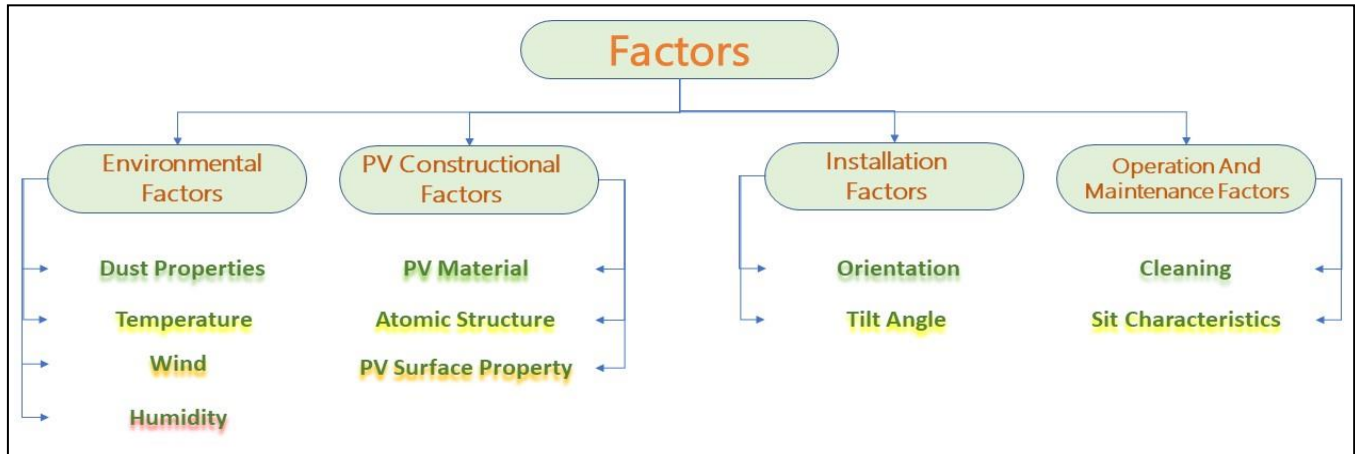 Factors
Environmental
Factors
Dust Properties
Temperature
Wind
Humidity
PV Constructional
Factors
PV Material
Atomic Structure
PV Surface Property
Installation
Factors
Orientation
Tilt Angle
Operation And
Maintenance Factors
Cleaning
Sit Characteristics